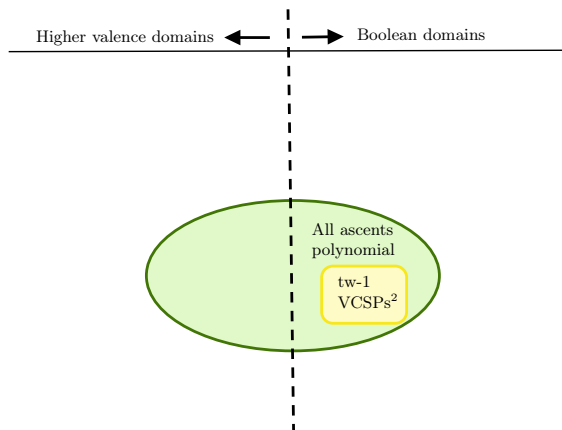 Higher valence domains
Boolean domains
All ascents
polynomial
tw-1
VCSPs²